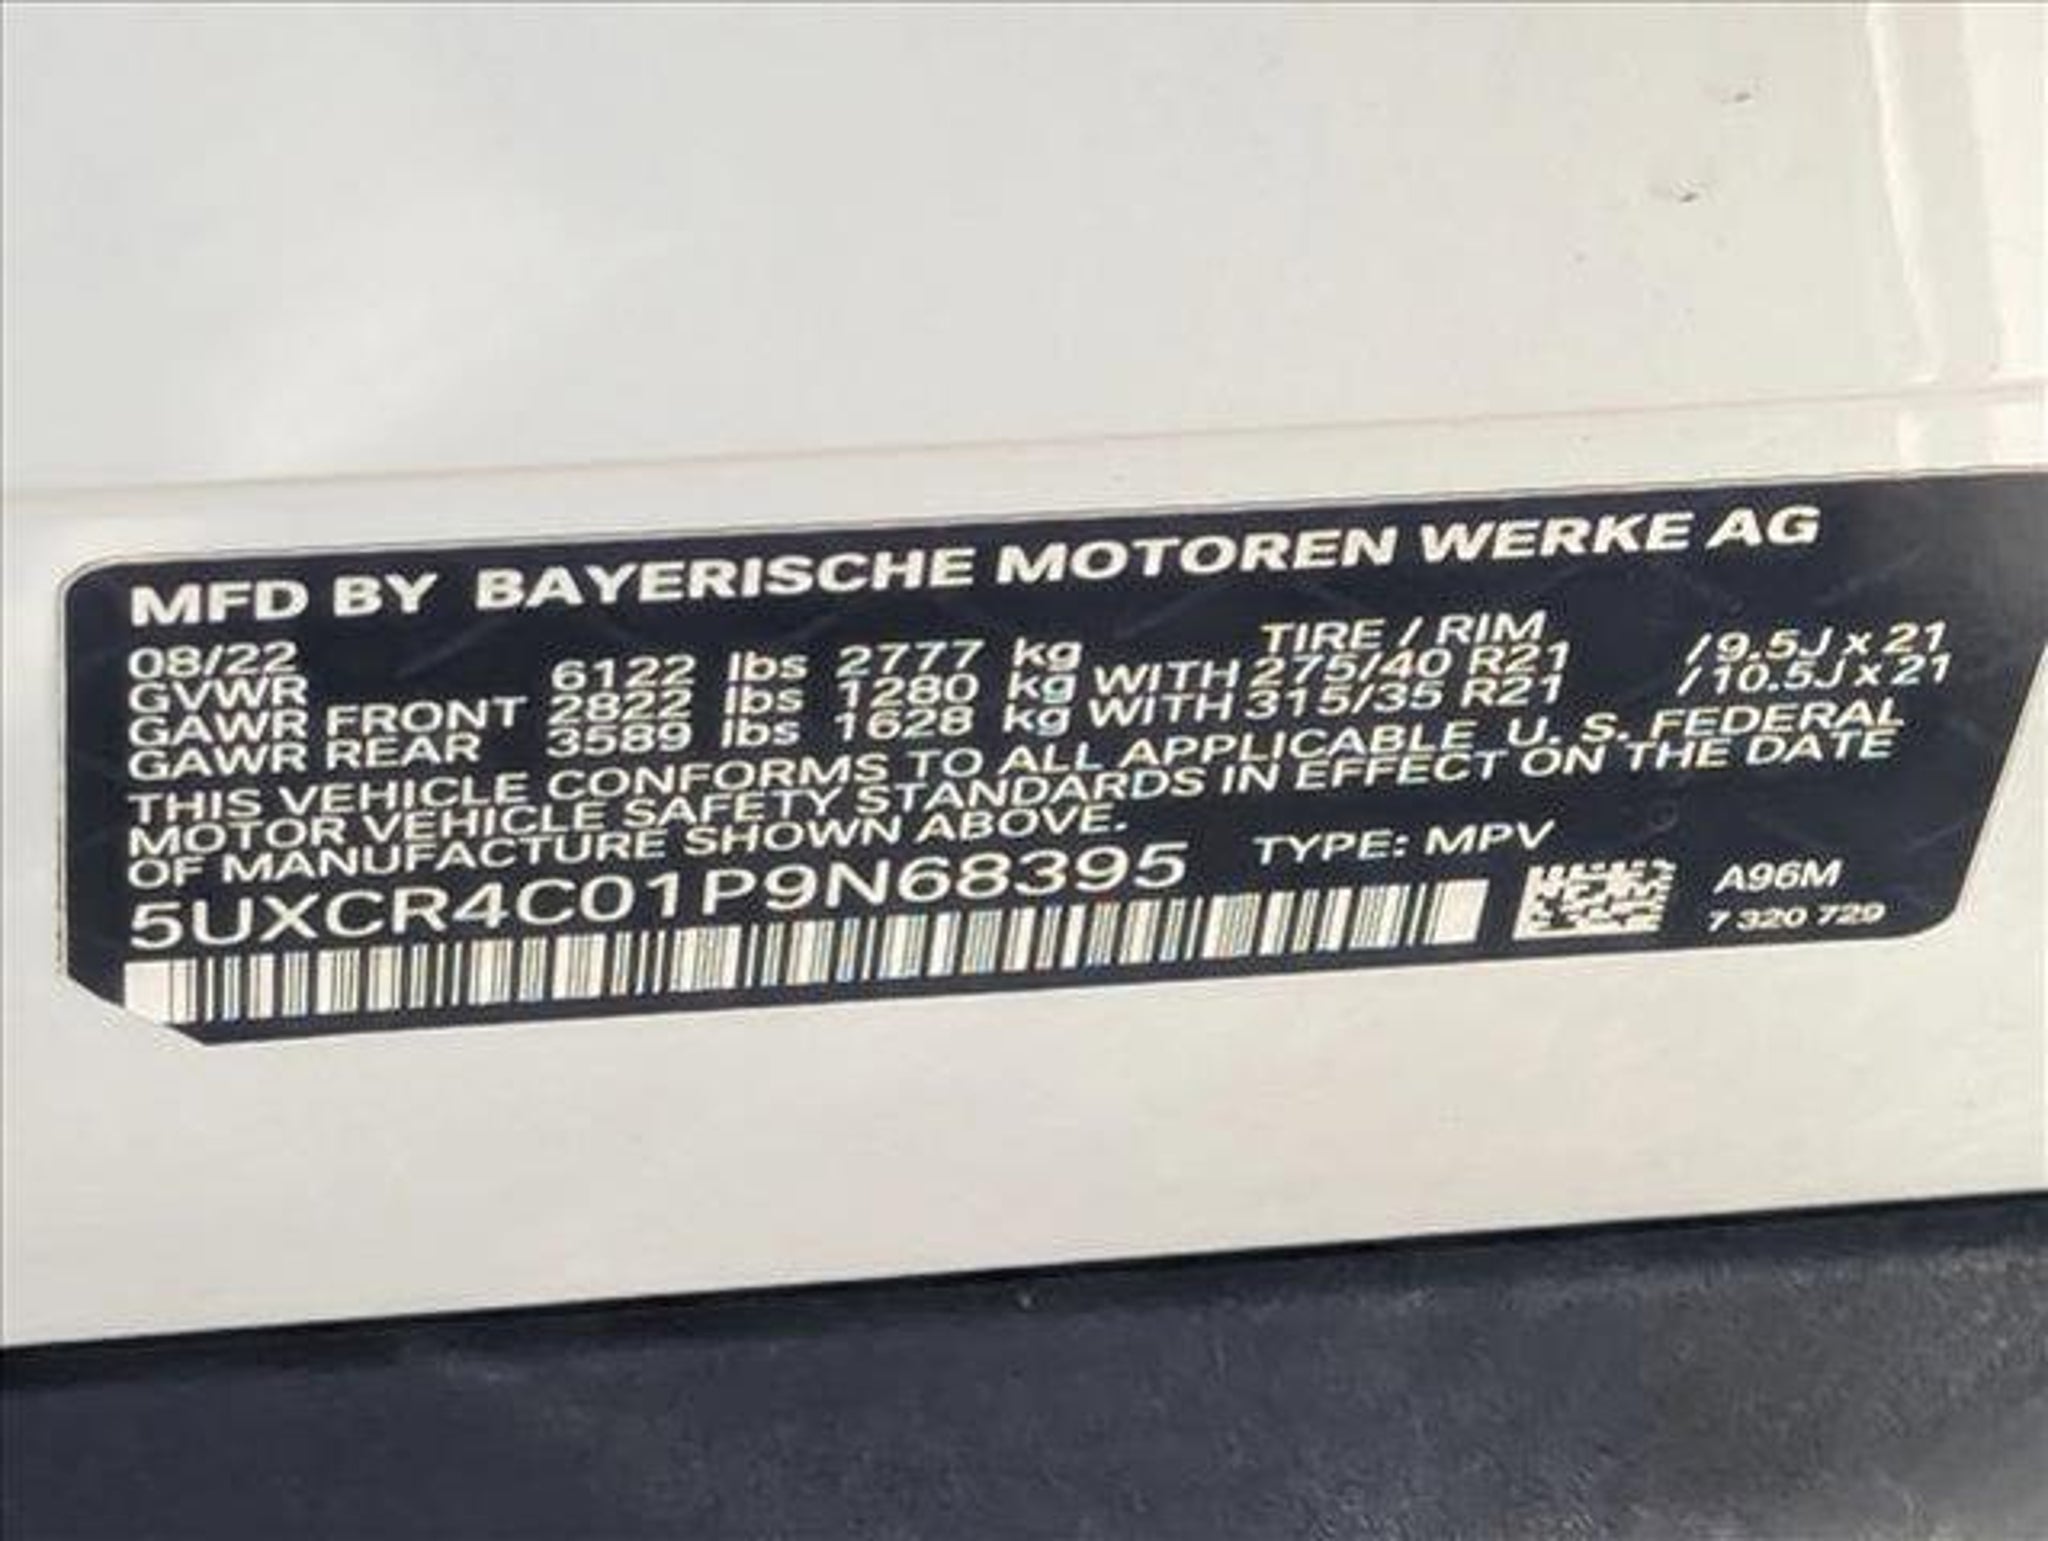 MFD BY BAYERISCHE MOTOREN WERKE AG
08/22 TIRE / RIM
GVWR 6122 lbs 2777 kg
GAWR FRONT 2822 lbs 1280 kg WITH 275/40 R21 /9.5J x 21
GAWR REAR 3589 lbs 1628 kg WITH 315/35 R21 /10.5J x 21
THIS VEHICLE CONFORMS TO ALL APPLICABLE U. S. FEDERAL
MOTOR VEHICLE SAFETY STANDARDS IN EFFECT ON THE DATE
OF MANUFACTURE SHOWN ABOVE.
5UXCR4C01P9N68395 TYPE: MPV
A96M
7 320 729